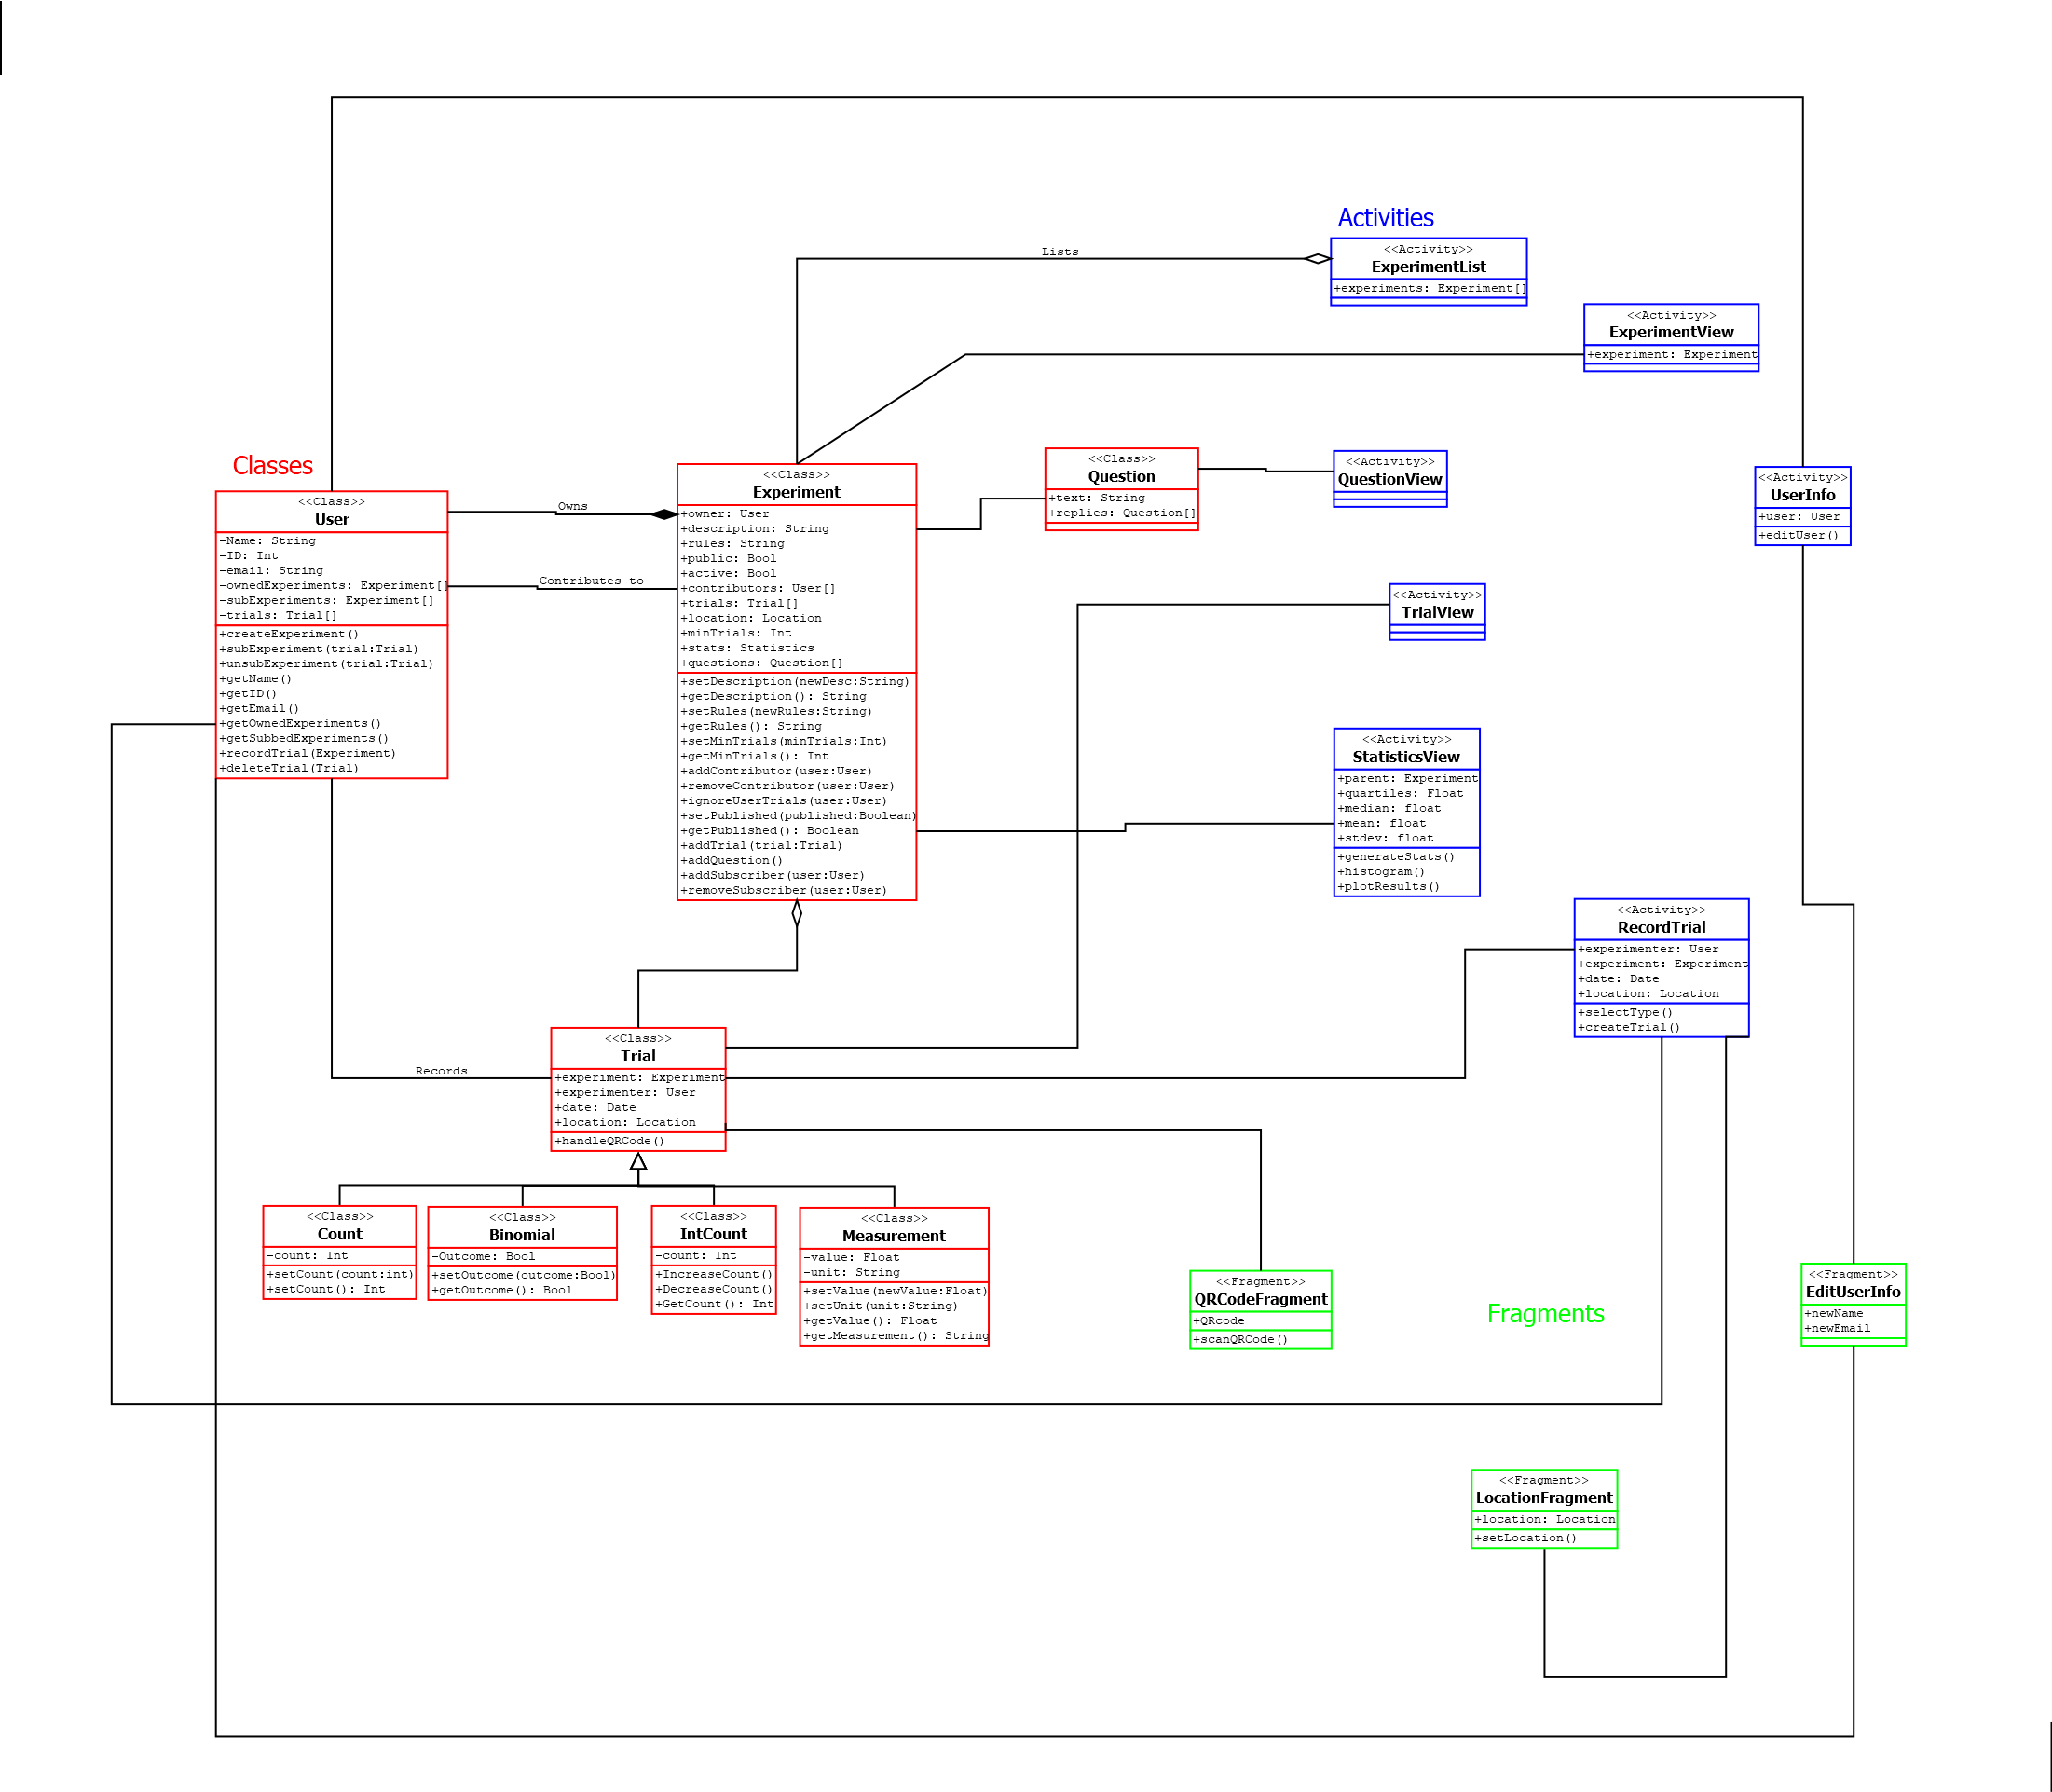 Activities
<<Activity>>
ExperimentList
+experiments: Experiment[]
Lists
<<Activity>>
ExperimentView
+experiment: Experiment
Classes
<<Class>>
User
-Name: String
-ID: Int
-email: String
-ownedExperiments: Experiment[]
-subExperiments: Experiment[]
-trials: Trial[]
+createExperiment()
+subExperiment(trial:Trial)
+unsubExperiment(trial:Trial)
+getName()
+getID()
+getEmail()
+getOwnedExperiments()
+getSubbedExperiments()
+recordTrial(Experiment)
+deleteTrial(Trial)
Owns
Contributes to
<<Class>>
Experiment
+owner: User
+description: String
+rules: String
+public: Bool
+active: Bool
+contributors: User[]
+trials: Trial[]
+location: Location
+minTrials: Int
+stats: Statistics
+questions: Question[]
+setDescription(newDesc:String)
+getDescription(): String
+setRules(newRules:String)
+getRules(): String
+setMinTrials(minTrials:Int)
+getMinTrials(): Int
+addContributor(user:User)
+removeContributor(user:User)
+ignoreUserTrials(user:User)
+setPublished(published:Boolean)
+getPublished(): Boolean
+addTrial(trial:Trial)
+addQuestion()
+addSubscriber(user:User)
+removeSubscriber(user:User)
<<Class>>
Question
+text: String
+replies: Question[]
<<Activity>>
QuestionView
<<Activity>>
UserInfo
+user: User
+editUser()
<<Activity>>
TrialView
<<Activity>>
StatisticsView
+parent: Experiment
+quartiles: Float
+median: float
+mean: float
+stdev: float
+generateStats()
+histogram()
+plotResults()
<<Activity>>
RecordTrial
+experimenter: User
+experiment: Experiment
+date: Date
+location: Location
+selectType()
+createTrial()
Records
<<Class>>
Trial
+experiment: Experiment
+experimenter: User
+date: Date
+location: Location
+handleQRCode()
<<Class>>
Count
-count: Int
+setCount(count:int)
+setCount(): Int
<<Class>>
Binomial
-Outcome: Bool
+setOutcome(outcome:Bool)
+getOutcome(): Bool
<<Class>>
IntCount
-count: Int
+IncreaseCount()
+DecreaseCount()
+GetCount(): Int
<<Class>>
Measurement
-value: Float
-unit: String
+setValue(newValue:Float)
+setUnit(unit:String)
+getValue(): Float
+getMeasurement(): String
<<Fragment>>
QRCodeFragment
+QRcode
+scanQRCode()
Fragments
<<Fragment>>
EditUserInfo
+newName
+newEmail
<<Fragment>>
LocationFragment
+location: Location
+setLocation()